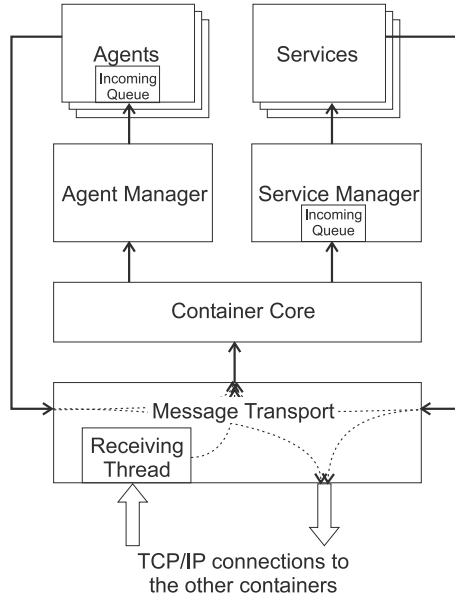 Agents
Incoming
Queue
Services
Agent Manager
Service Manager
Incoming
Queue
Container Core
Message Transport
Receiving
Thread
TCP/IP connections to
the other containers